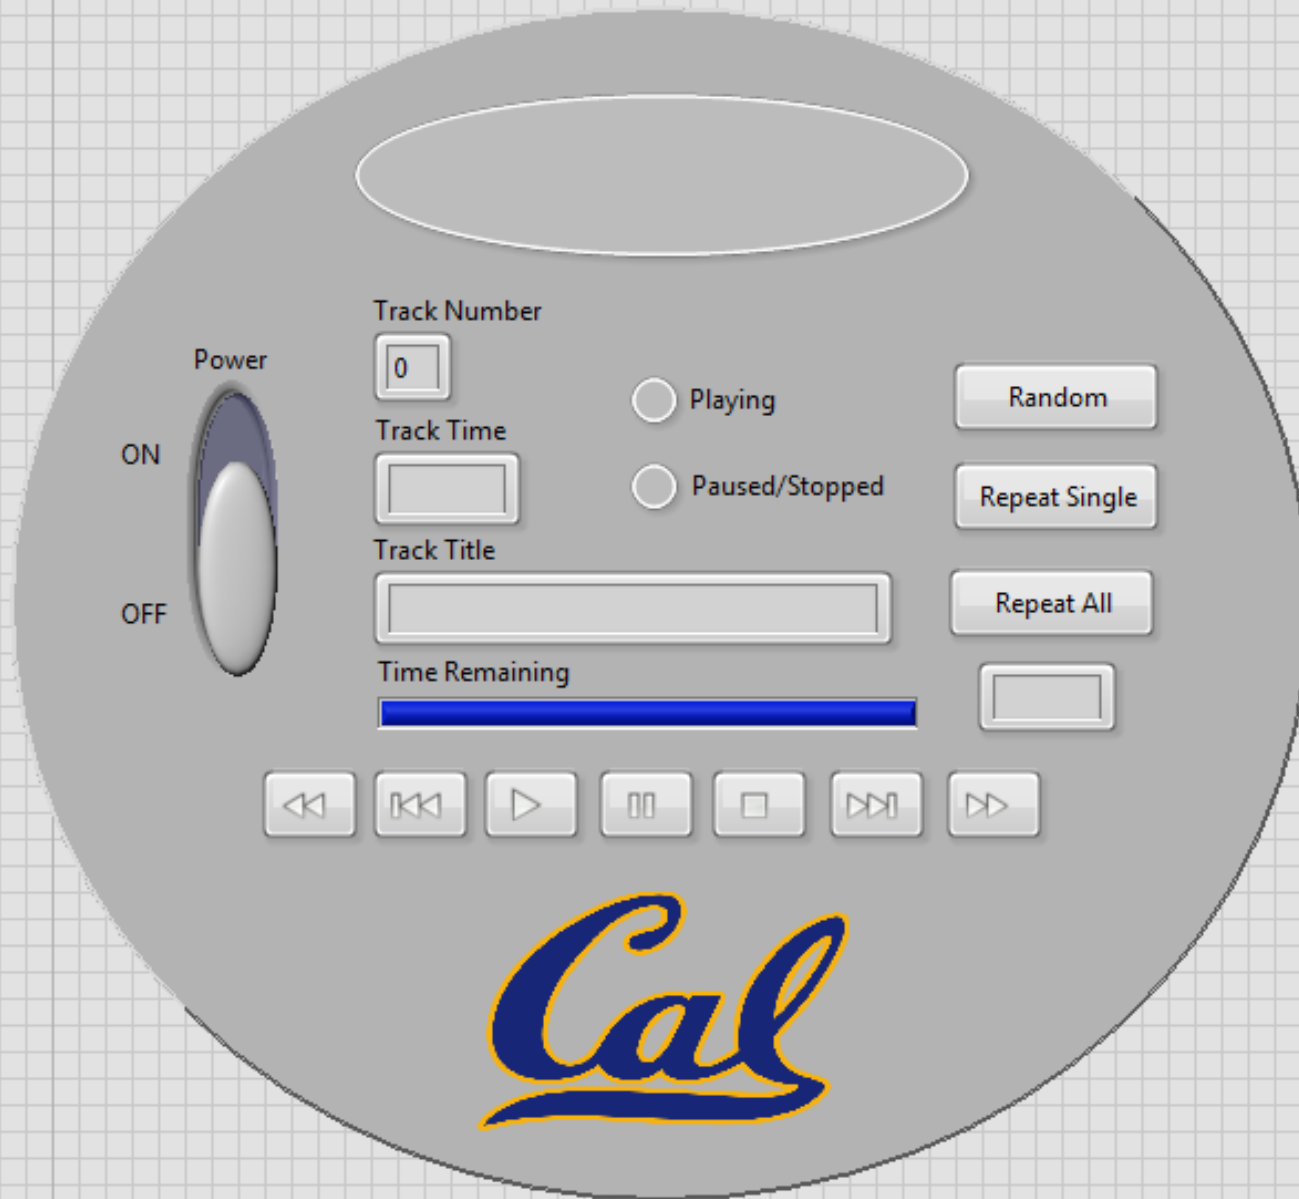 Track Number
0
Power
Playing
Random
Track Time
ON
Paused/Stopped
Repeat Single
Track Title
Repeat All
OFF
Time Remaining
Cal